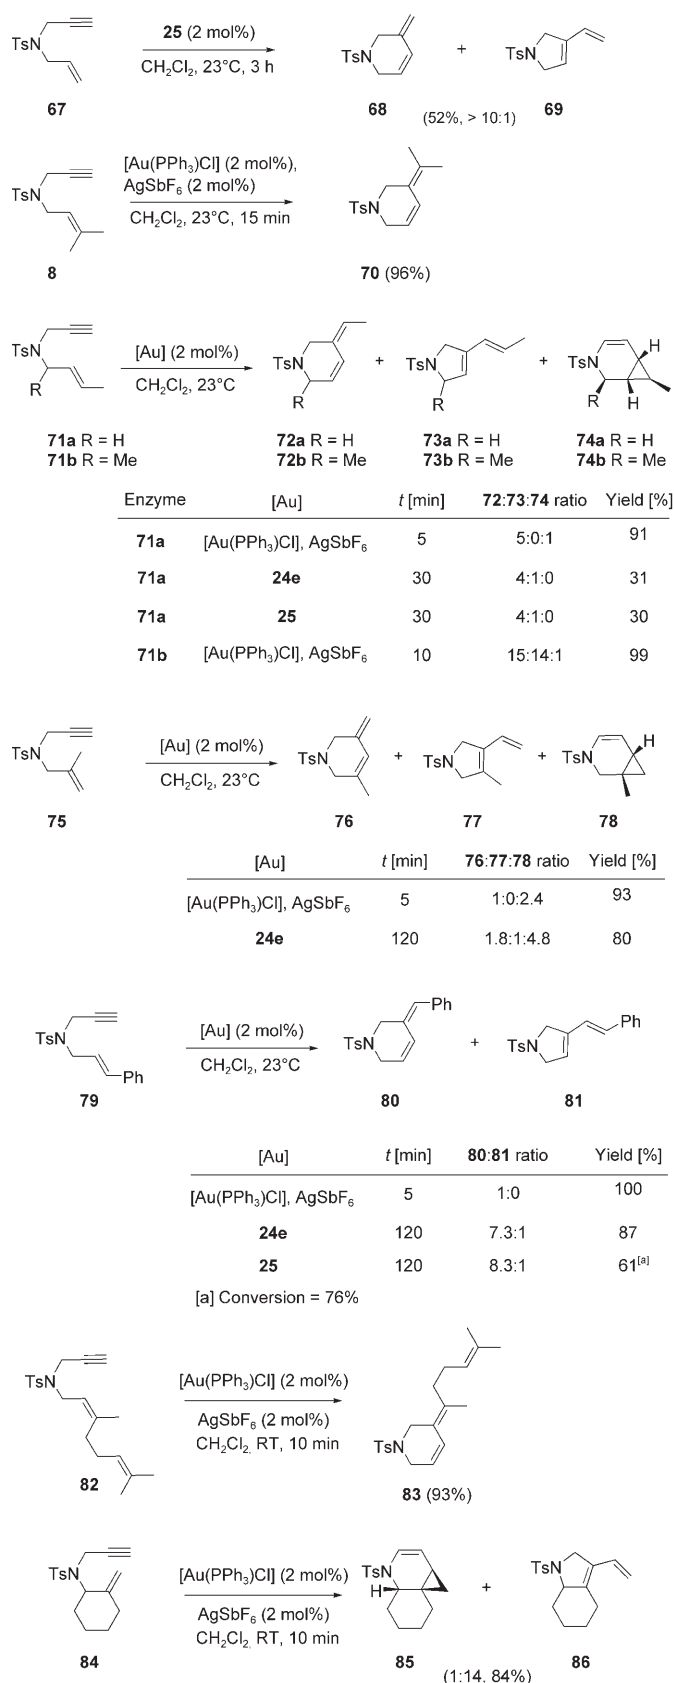 TsN
25 (2 mol%)
CH2Cl2, 23°C, 3 h
TsN
+
TsN
67
68
(52%, > 10:1)
69
TsN
[Au(PPh3)Cl] (2 mol%),
AgSbF6 (2 mol%)
CH2Cl2, 23°C, 15 min
TsN
8
70 (96%)
TsN
R
[Au] (2 mol%)
CH2Cl2, 23°C
TsN
R
+
TsN
R
+
TsN
R
H
H
71a R = H
72a R = H
73a R = H
74a R = H
71b R = Me
72b R = Me
73b R = Me
74b R = Me
Enzyme [Au] t [min] 72:73:74 ratio Yield [%]
71a [Au(PPh3)Cl], AgSbF6 5 5:0:1 91
71a 24e 30 4:1:0 31
71a 25 30 4:1:0 30
71b [Au(PPh3)Cl], AgSbF6 10 15:14:1 99
TsN
[Au] (2 mol%)
CH2Cl2, 23°C
TsN
+
TsN
+
TsN
H
75
76
77
78
[Au] t [min] 76:77:78 ratio Yield [%]
[Au(PPh3)Cl], AgSbF6 5 1:0:2.4 93
24e 120 1.8:1:4.8 80
TsN
Ph
[Au] (2 mol%)
CH2Cl2, 23°C
TsN
Ph
+
TsN
Ph
79
80
81
[Au] t [min] 80:81 ratio Yield [%]
[Au(PPh3)Cl], AgSbF6 5 1:0 100
24e 120 7.3:1 87
25 120 8.3:1 61[a]
[a] Conversion = 76%
TsN
[Au(PPh3)Cl] (2 mol%)
AgSbF6 (2 mol%)
CH2Cl2, RT, 10 min
TsN
82
83 (93%)
TsN
[Au(PPh3)Cl] (2 mol%)
AgSbF6 (2 mol%)
CH2Cl2, RT, 10 min
TsN
H
+
TsN
84
85
(1:14, 84%)
86